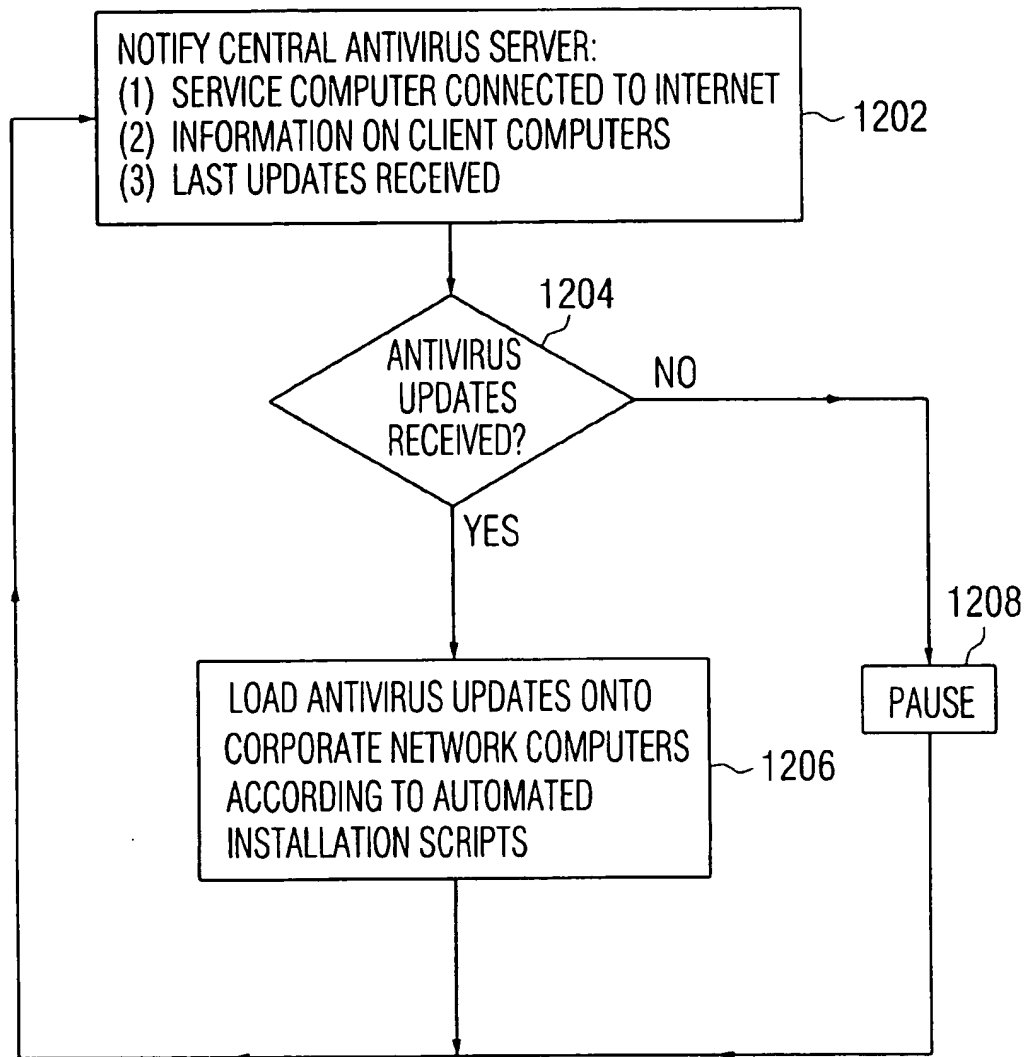 NOTIFY CENTRAL ANTIVIRUS SERVER:
(1) SERVICE COMPUTER CONNECTED TO INTERNET
(2) INFORMATION ON CLIENT COMPUTERS
(3) LAST UPDATES RECEIVED
1202
1204
ANTIVIRUS
UPDATES
RECEIVED?
NO
YES
1208
PAUSE
LOAD ANTIVIRUS UPDATES ONTO
CORPORATE NETWORK COMPUTERS
ACCORDING TO AUTOMATED
INSTALLATION SCRIPTS
1206